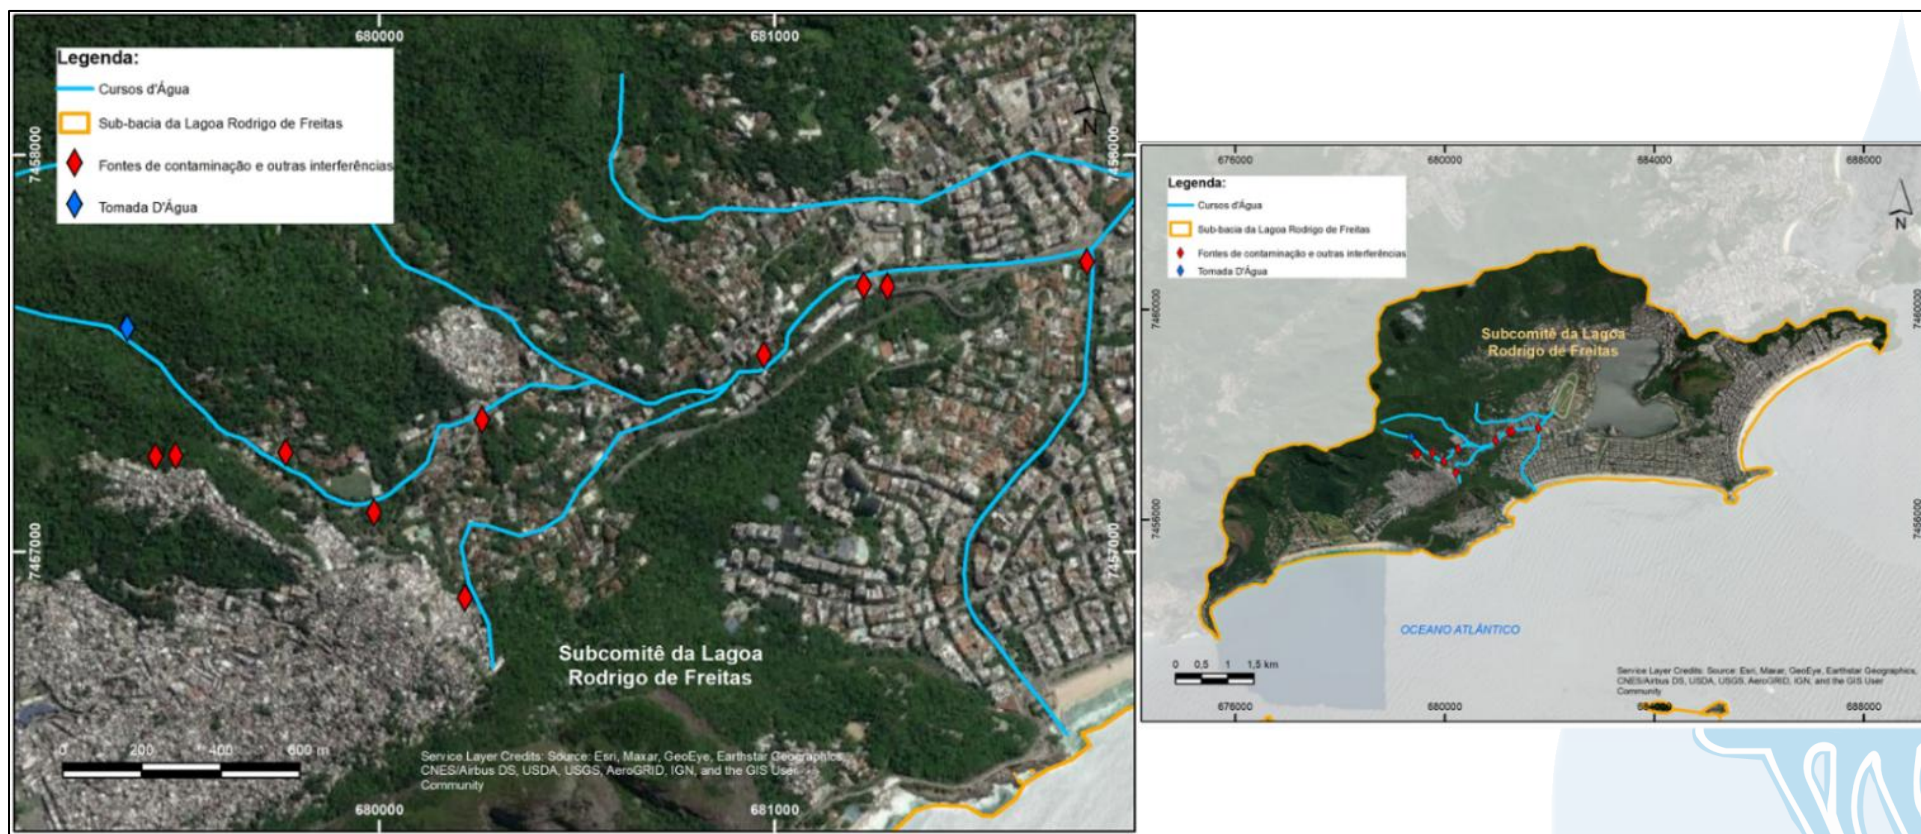 680000
681000
Legenda:
Cursos d'Água
Sub-bacia da Lagoa Rodrigo de Freitas
Fontes de contaminação e outras interferências
Tomada D'Água
N
7458000
7458000
7457000
7457000
Subcomitê da Lagoa
Rodrigo de Freitas
0 200 400 600 m
Service Layer Credits: Source: Esri, Maxar, GeoEye, Earthstar Geographics,
CNES/Airbus DS, USDA, USGS, AeroGRID, IGN, and the GIS User
Community
680000
681000
676000
680000
684000
688000
Legenda:
Cursos d'Água
Sub-bacia da Lagoa Rodrigo de Freitas
Fontes de contaminação e outras interferências
Tomada D'Água
N
7460000
7460000
Subcomitê da Lagoa
Rodrigo de Freitas
7456000
7456000
OCEANO ATLÂNTICO
0 0,5 1 1,5 km
Service Layer Credits: Source: Esri, Maxar, GeoEye, Earthstar Geographics,
CNES/Airbus DS, USDA, USGS, AeroGRID, IGN, and the GIS User
Community
676000
680000
684000
688000